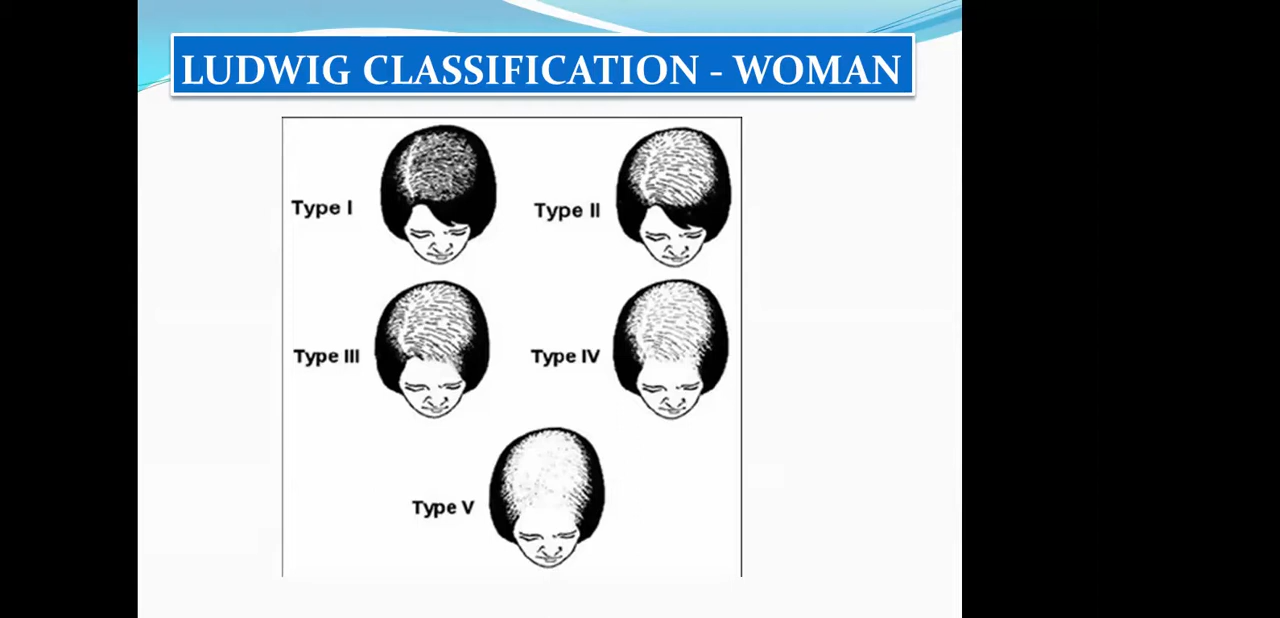 LUDWIG CLASSIFICATION - WOMAN
Type I
Type II
Type III
Type IV
Type V